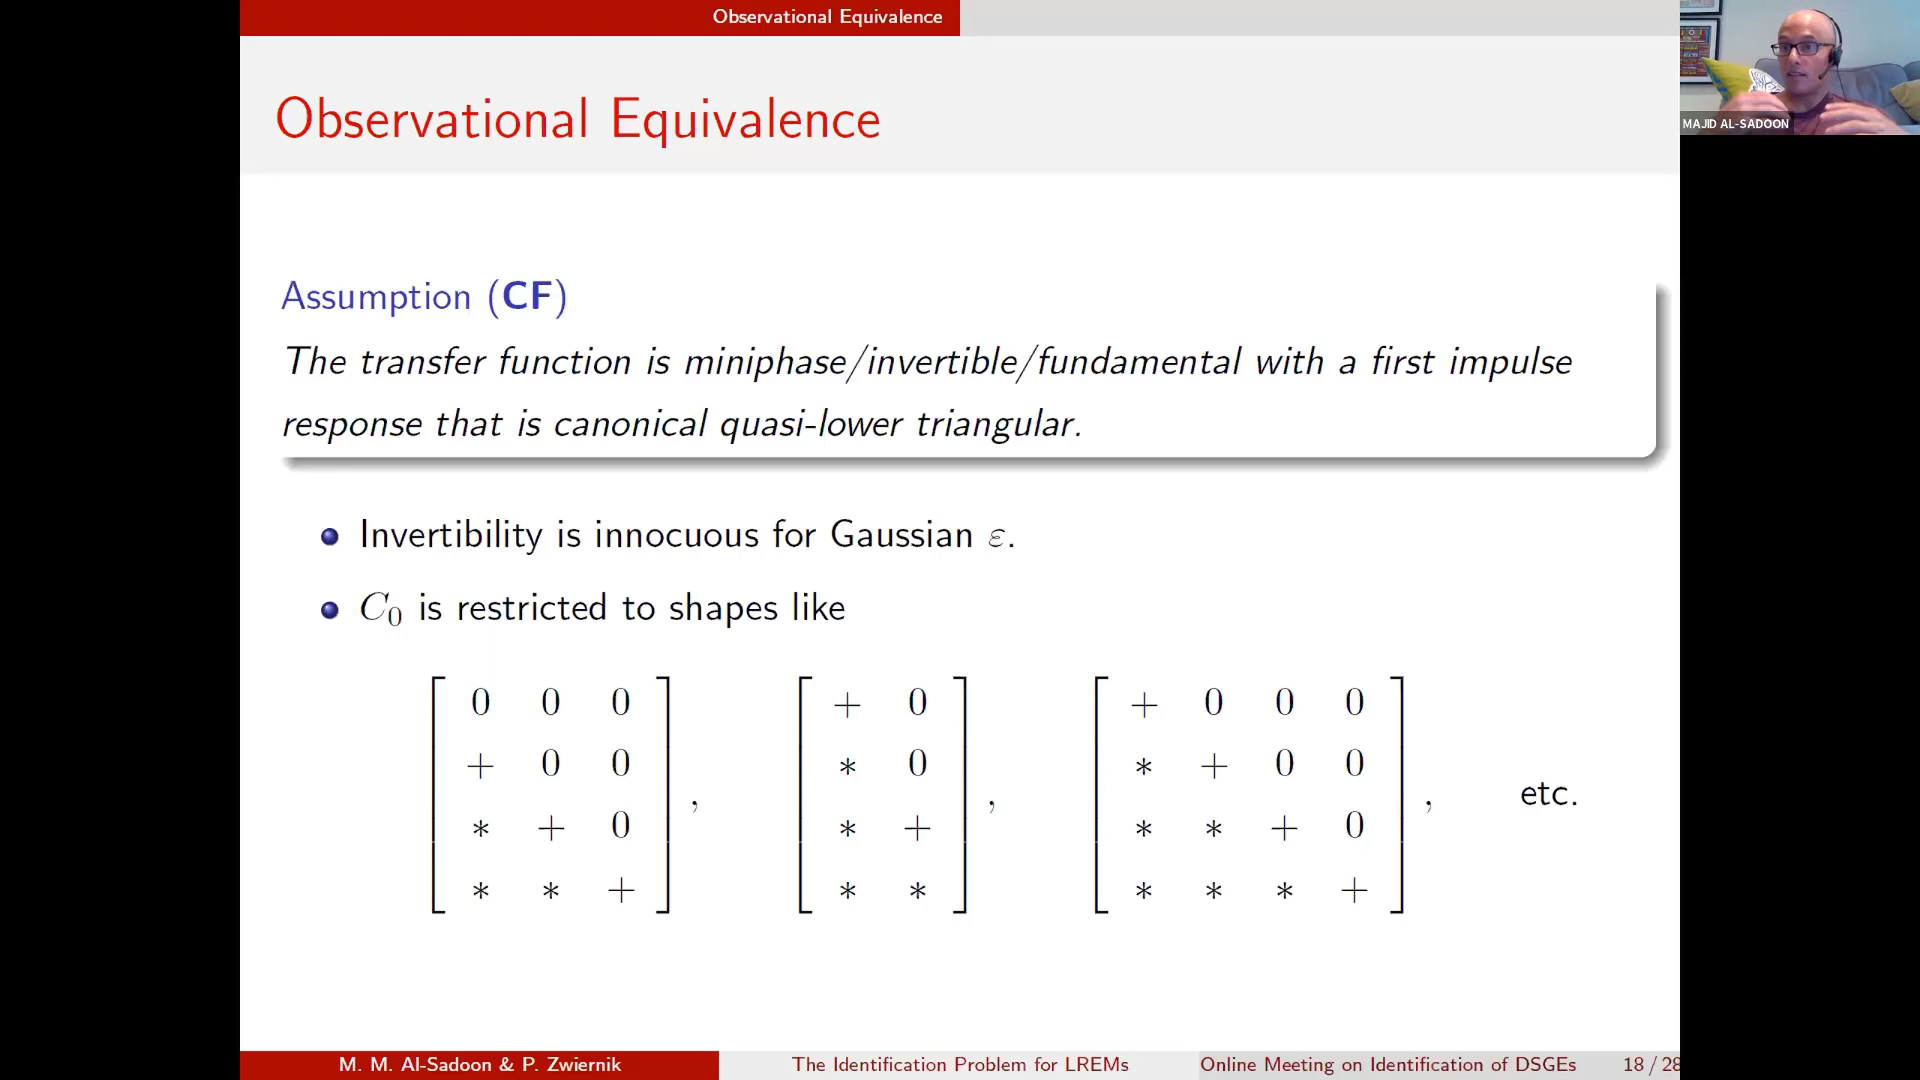 Observational Equivalence
Observational Equivalence
MAJID AL-SADOON
Assumption (CF)
The transfer function is miniphase/invertible/fundamental with a first impulse
response that is canonical quasi-lower triangular.
Invertibility is innocuous for Gaussian ε.
C₀ is restricted to shapes like
0 0 0
+ 0 0
* + 0
* * +
,
+ 0
* 0
* +
* *
,
+ 0 0 0
* + 0 0
* * + 0
* * * +
,
etc.
M. M. Al-Sadoon & P. Zwiernik
The Identification Problem for LREMs
Online Meeting on Identification of DSGEs
18 / 28